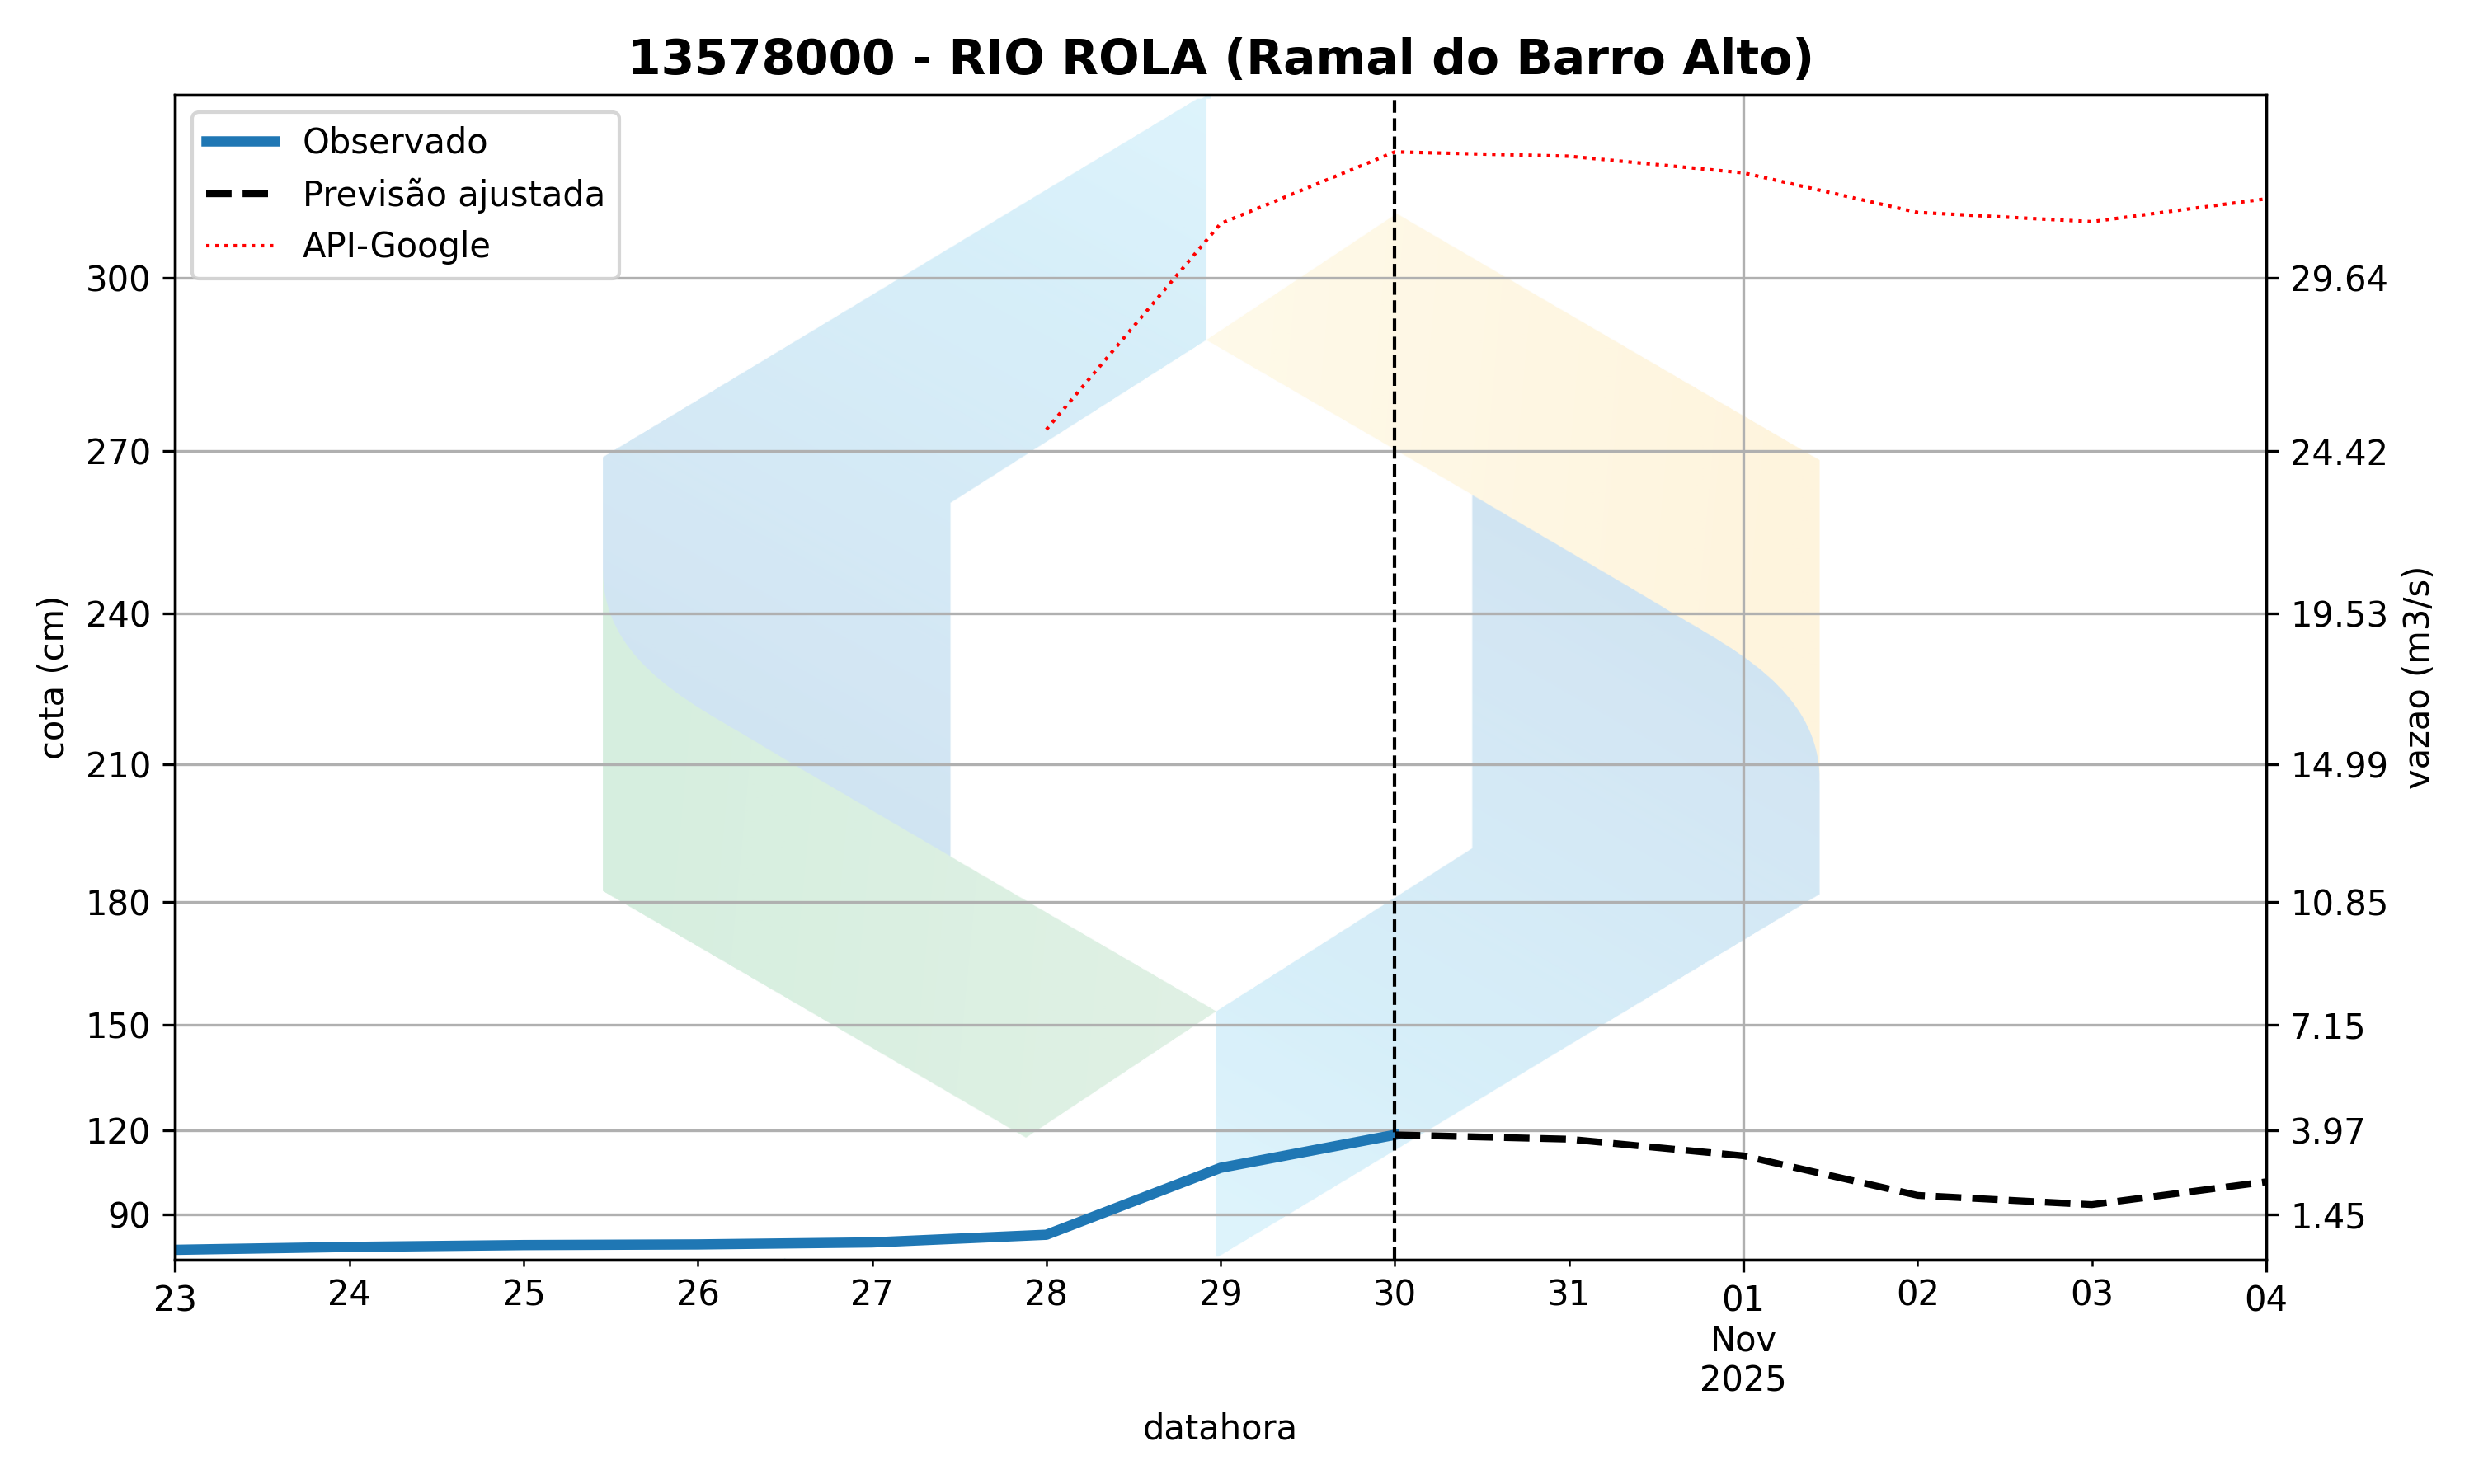 13578000 - RIO ROLA (Ramal do Barro Alto)
Observado
Previsão ajustada
API-Google
300
270
240
210
180
150
120
90
cota (cm)
29.64
24.42
19.53
14.99
10.85
7.15
3.97
1.45
vazao (m3/s)
23 24 25 26 27 28 29 30 31 01 02 03 04
Nov
2025
datahora